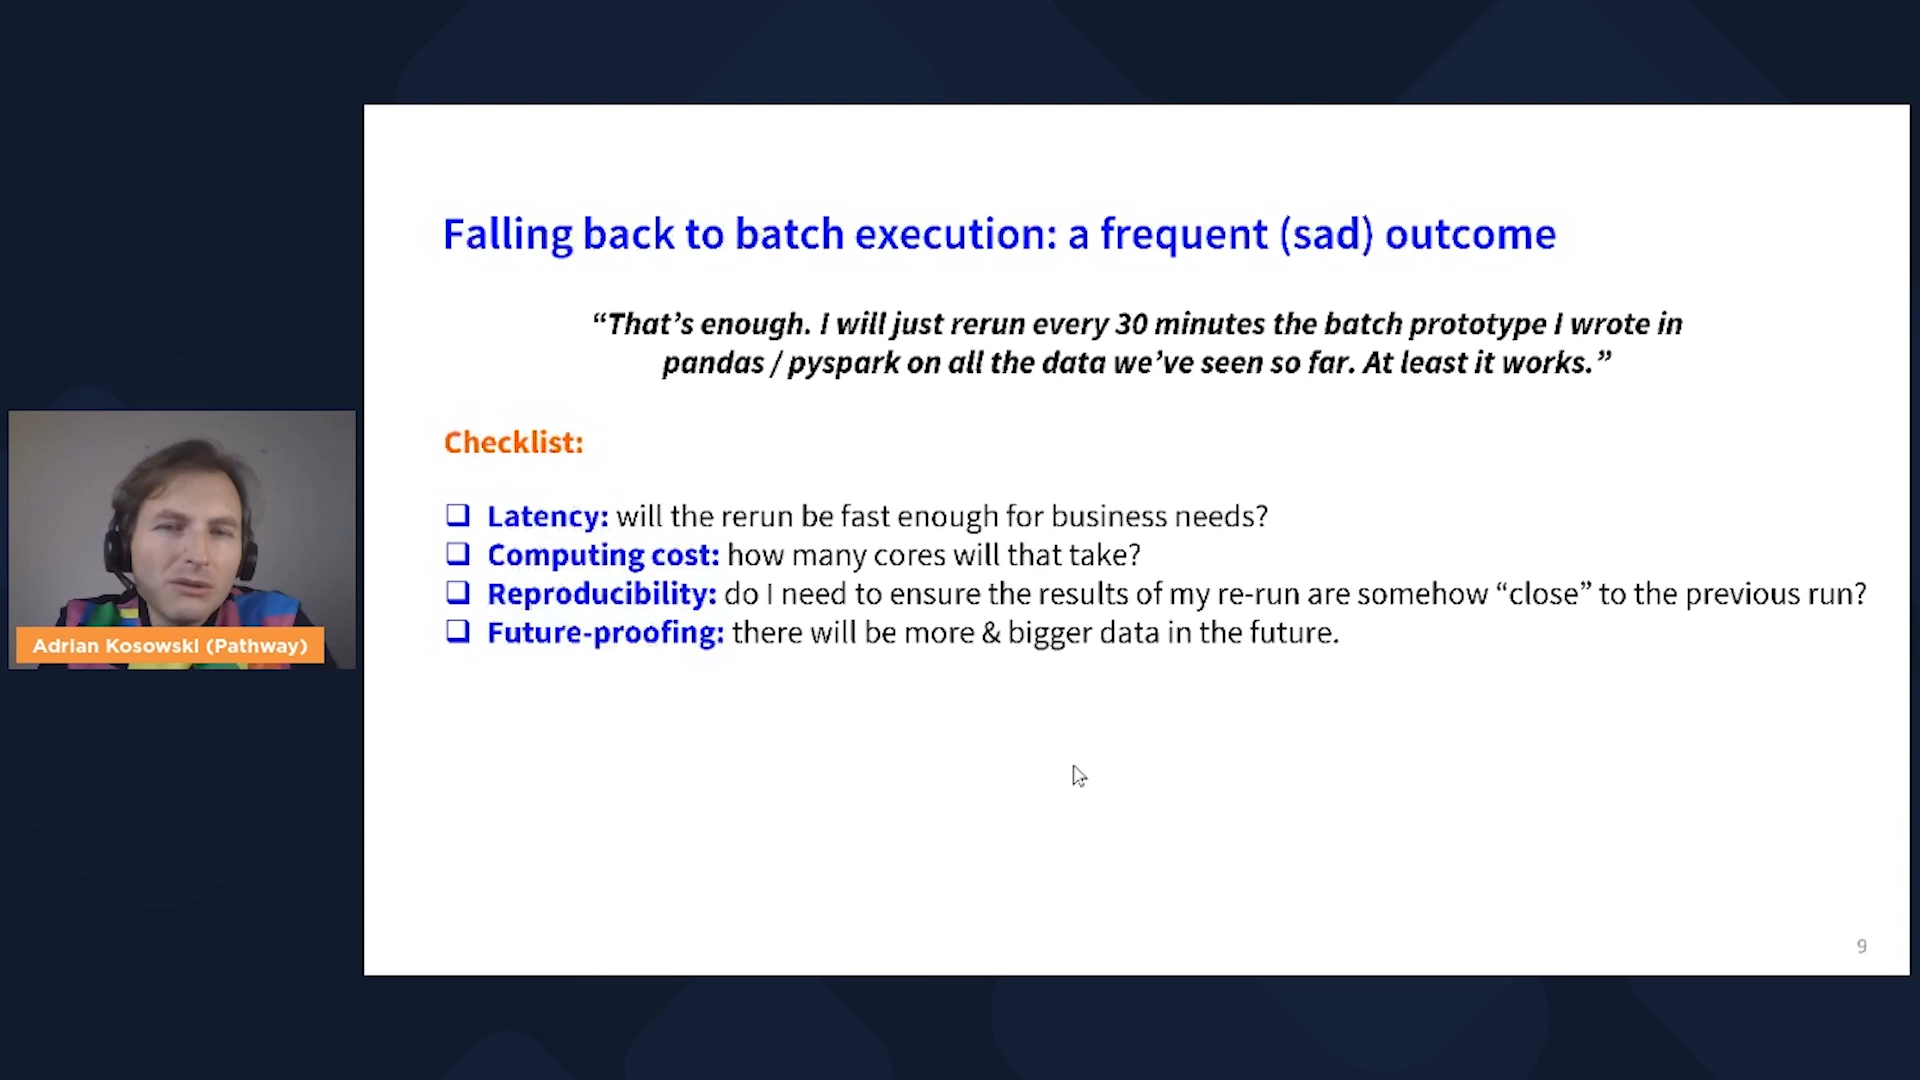 Falling back to batch execution: a frequent (sad) outcome
“That’s enough. I will just rerun every 30 minutes the batch prototype I wrote in
pandas / pyspark on all the data we’ve seen so far. At least it works.”
Checklist:
❑ Latency: will the rerun be fast enough for business needs?
❑ Computing cost: how many cores will that take?
❑ Reproducibility: do I need to ensure the results of my re-run are somehow “close” to the previous run?
❑ Future-proofing: there will be more & bigger data in the future.
Adrian Kosowski (Pathway)
9